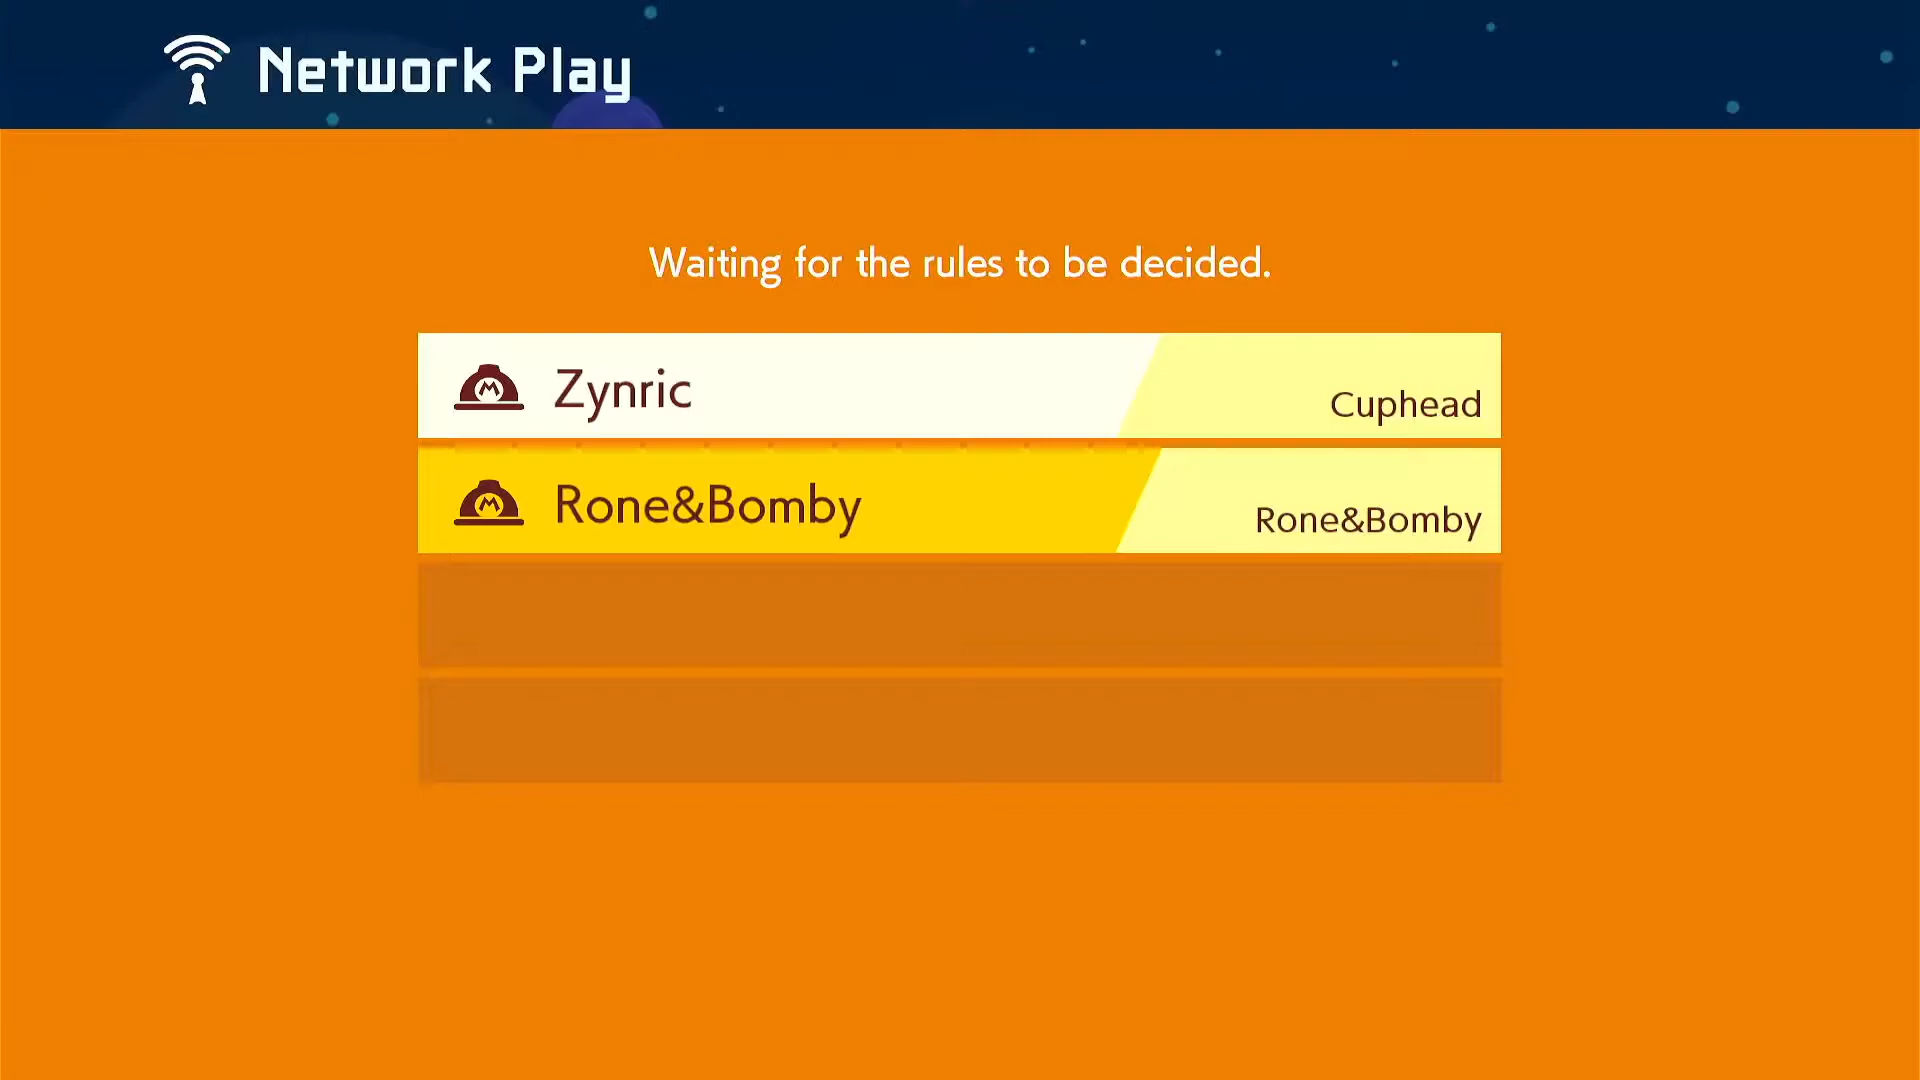 Network Play
Waiting for the rules to be decided.
Zynric
Cuphead
Rone&Bomby
Rone&Bomby